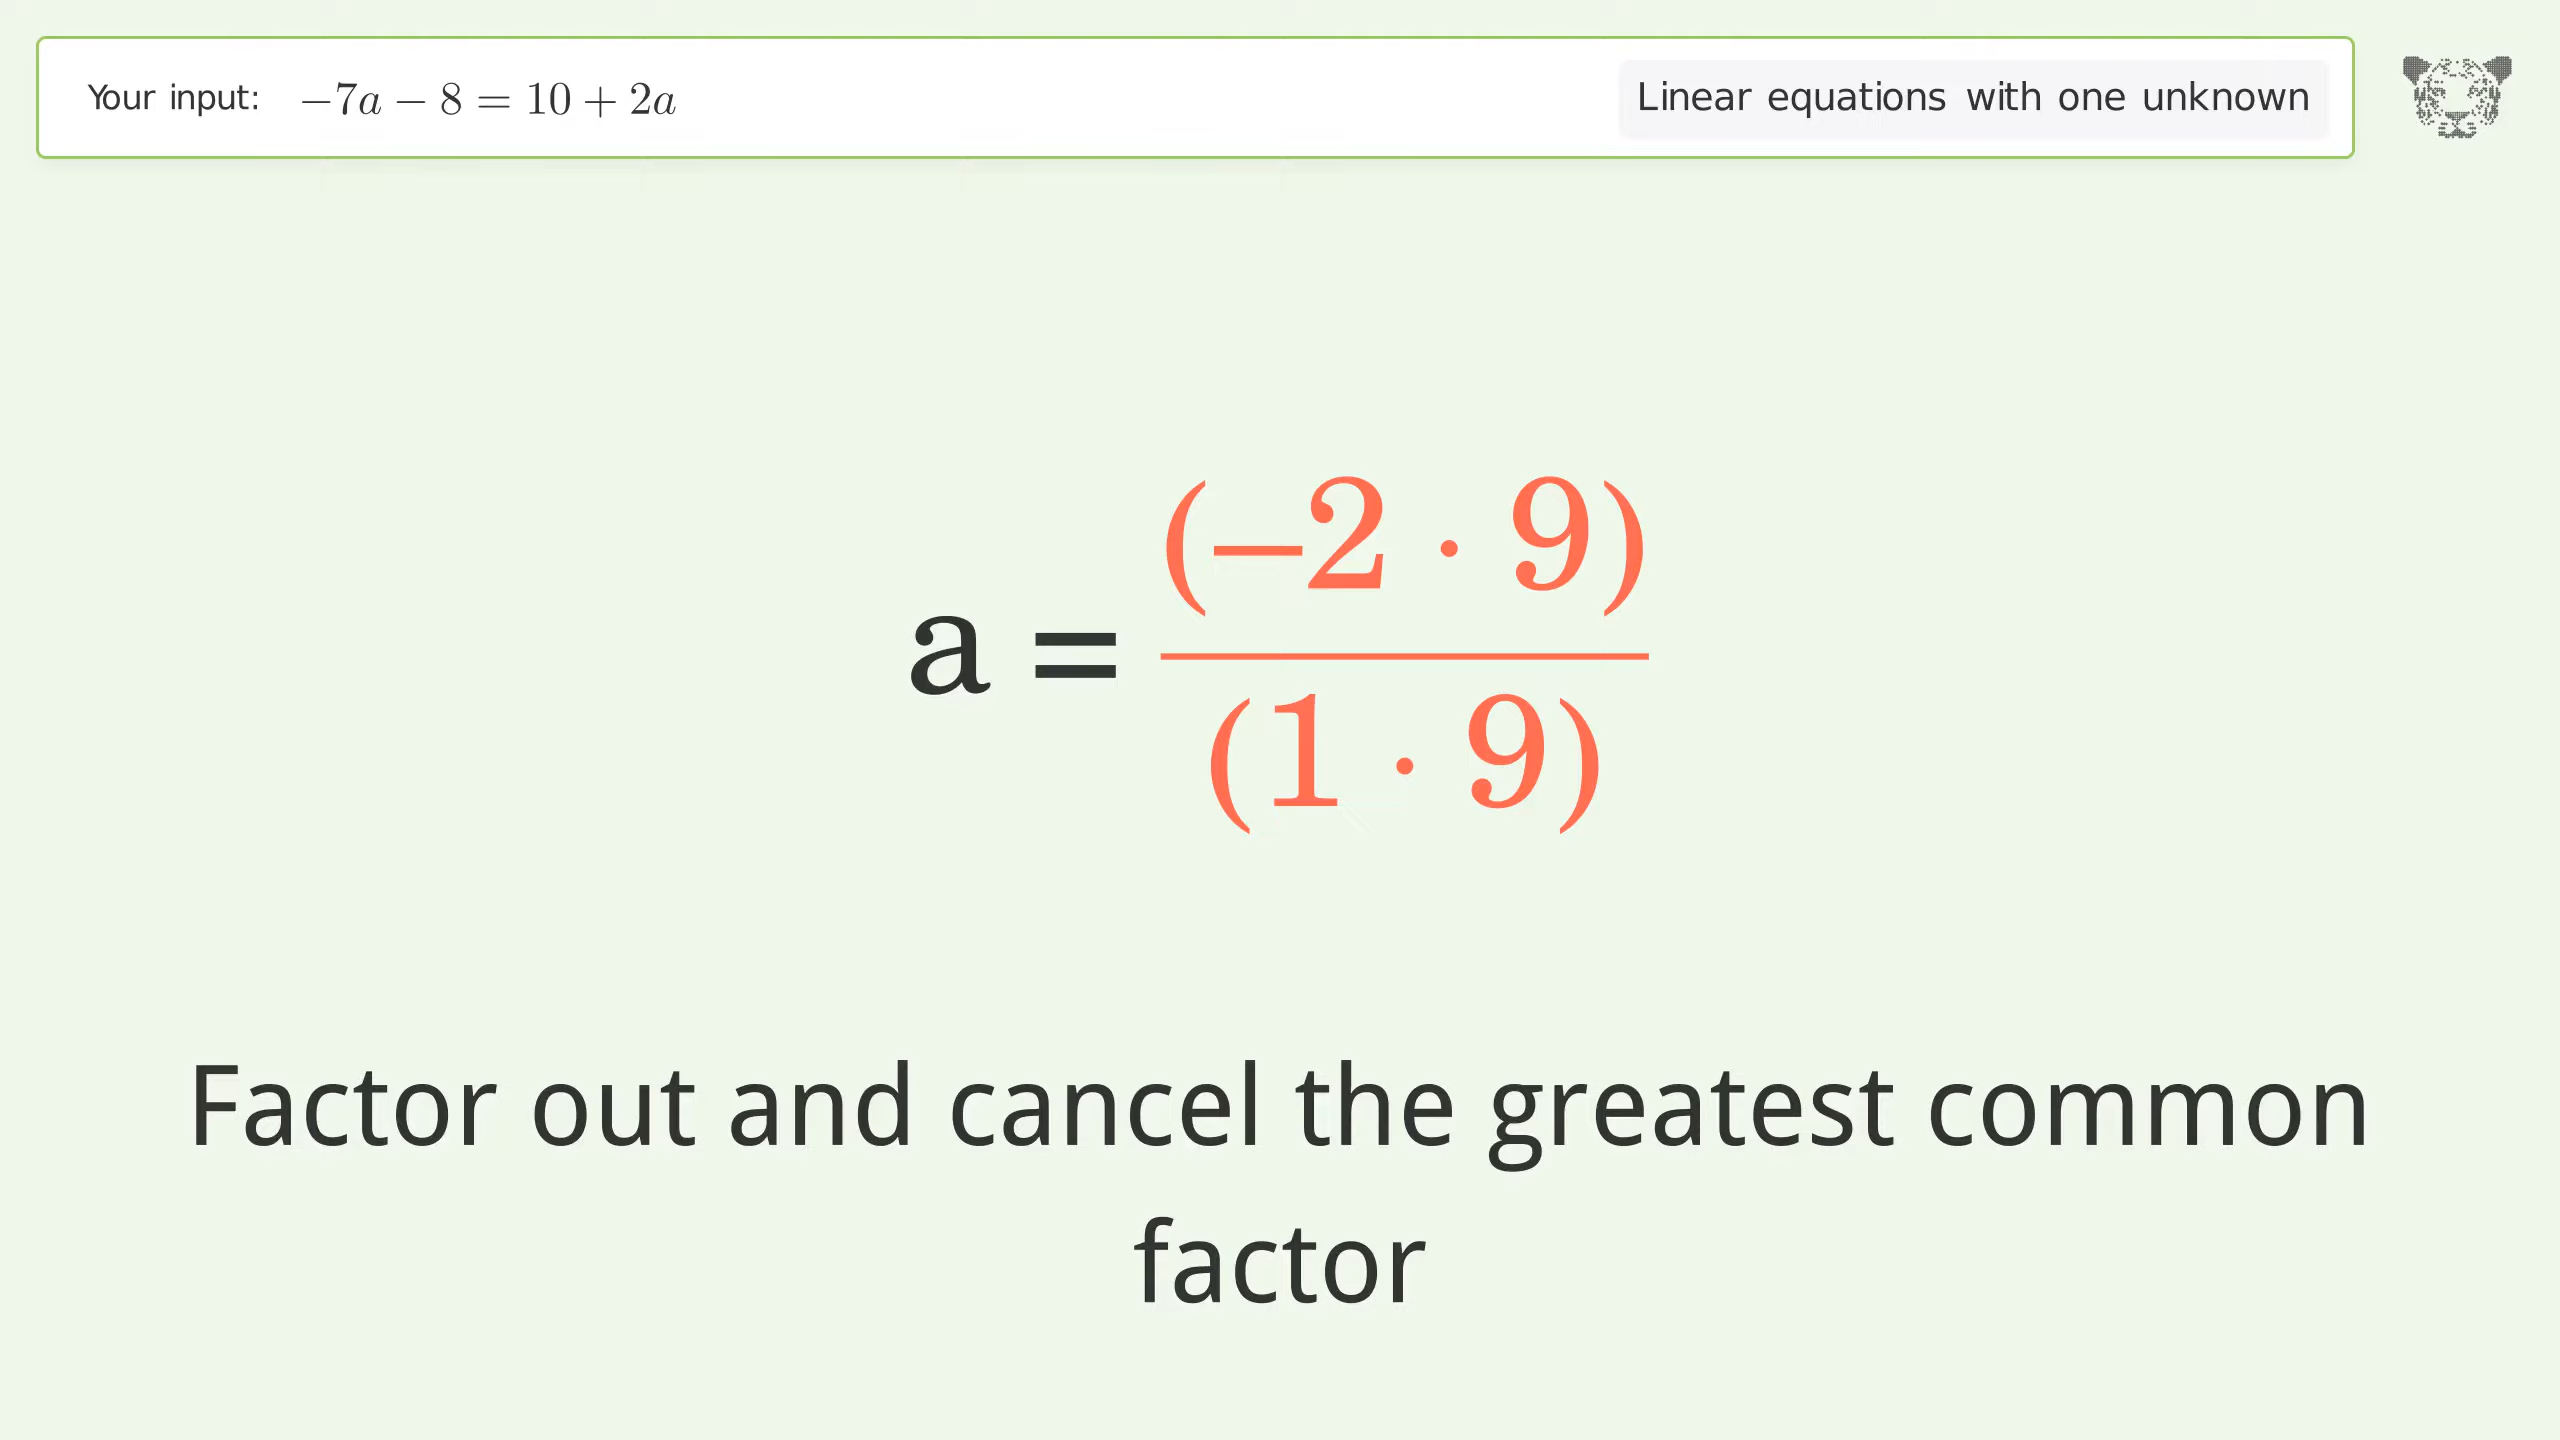 Your input: −7a − 8 = 10 + 2a
Linear equations with one unknown
a = (−2 · 9) / (1 · 9)
Factor out and cancel the greatest common
factor